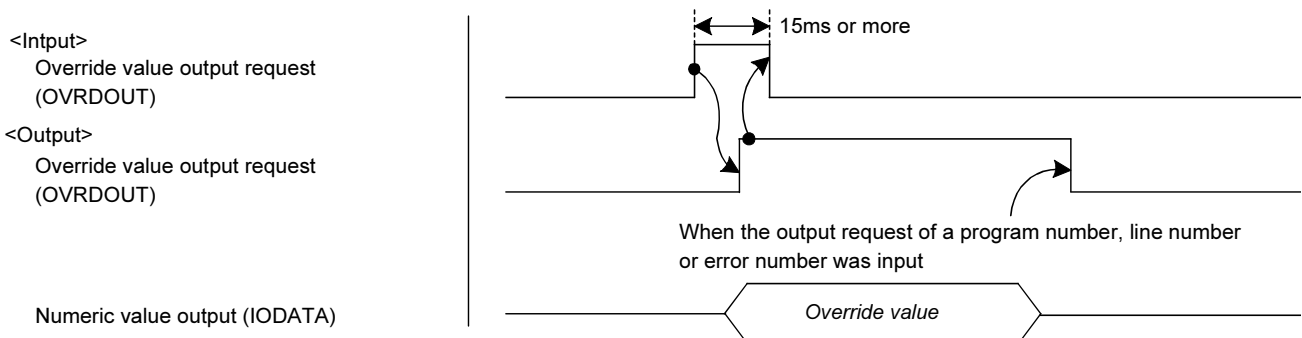 15ms or more
<Intput>
Override value output request
(OVRDOUT)
<Output>
Override value output request
(OVRDOUT)
When the output request of a program number, line number
or error number was input
Numeric value output (IODATA)
Override value